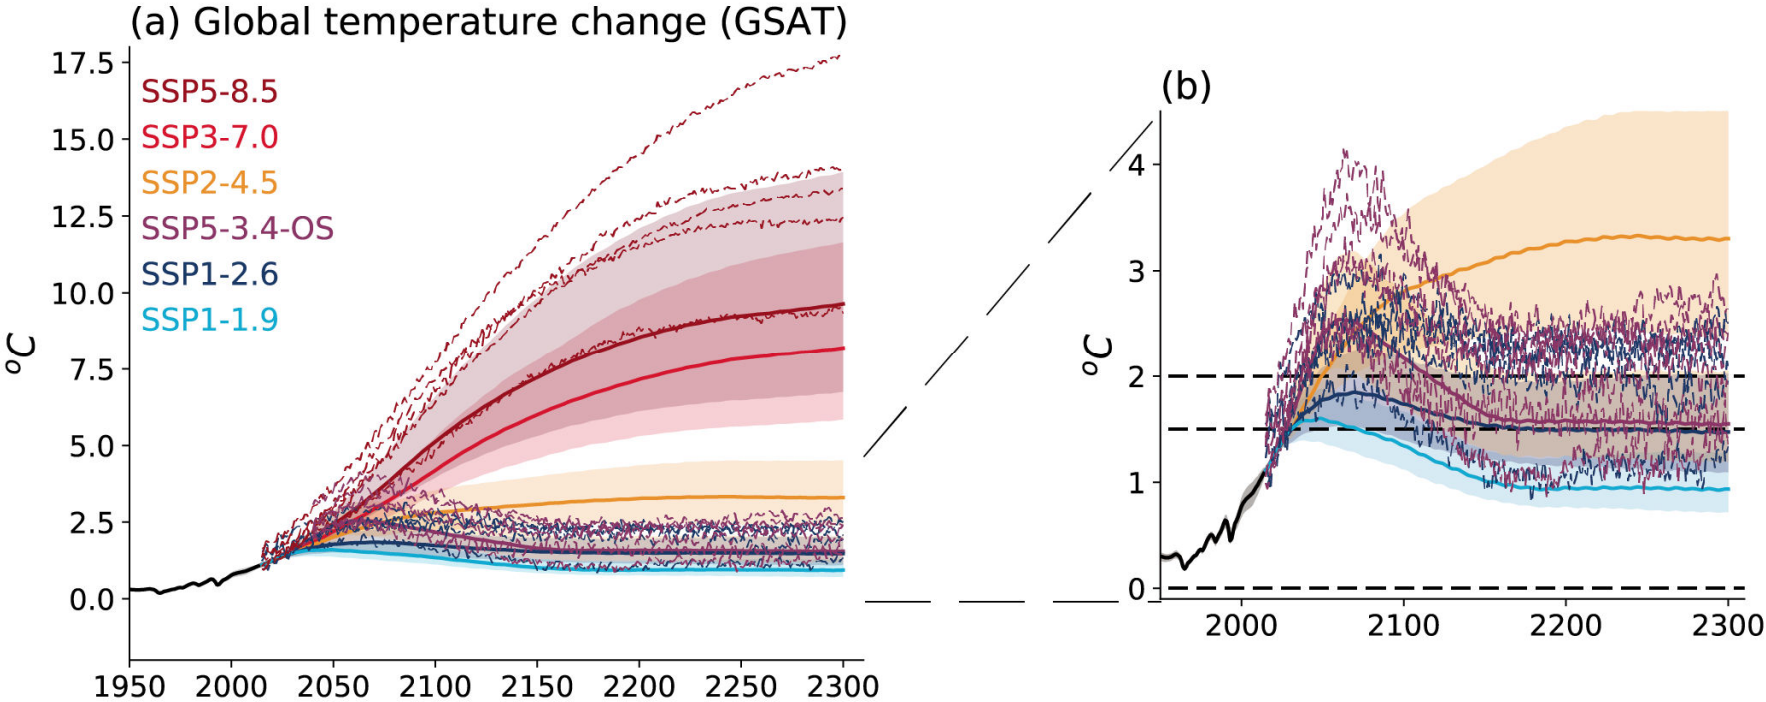 (a) Global temperature change (GSAT)
17.5
15.0
12.5
10.0
7.5
5.0
2.5
0.0
°C
SSP5-8.5
SSP3-7.0
SSP2-4.5
SSP5-3.4-OS
SSP1-2.6
SSP1-1.9
1950 2000 2050 2100 2150 2200 2250 2300
(b)
4
3
2
1
0
°C
2000 2100 2200 2300